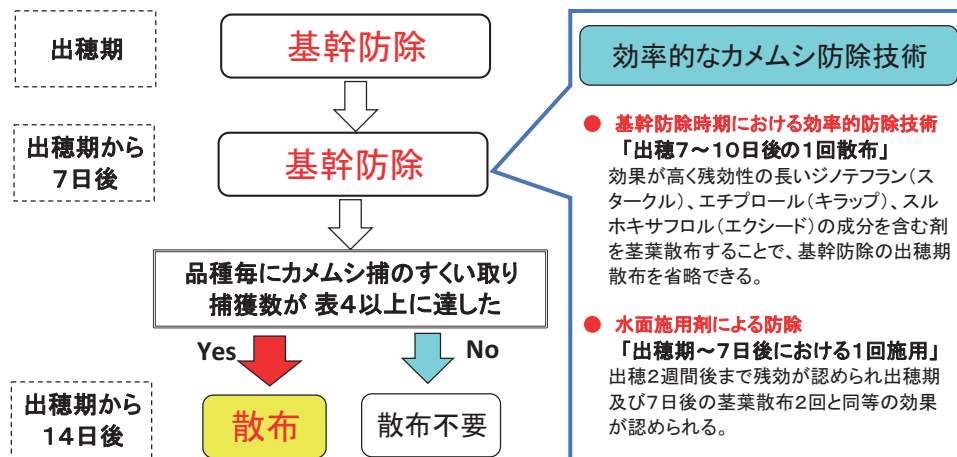 出穂期
基幹防除
出穂期から
7日後
基幹防除
品種毎にカメムシ捕のすくい取り
捕獲数が 表４以上に達した
Yes
No
出穂期から
14日後
散布
散布不要
効率的なカメムシ防除技術
● 基幹防除時期における効率的防除技術
「出穂７～１０日後の１回散布」
効果が高く残効性の長いジノテフラン（ス
タークル）、エチプロール（キラップ）、スル
ホキサフロル（エクシード）の成分を含む剤
を茎葉散布することで、基幹防除の出穂期
散布を省略できる。
● 水面施用剤による防除
「出穂期～７日後における１回施用」
出穂２週間後まで残効が認められ出穂期
及び7日後の茎葉散布２回と同等の効果
が認められる。